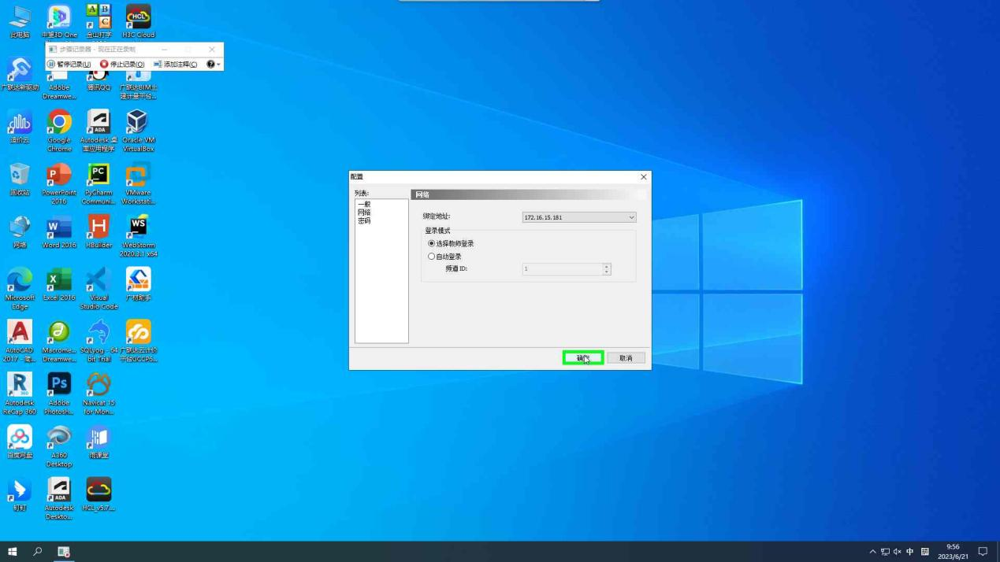 此电脑
中望3D One
金山打字
H3C Cloud
步骤记录器 - 现在正在录制
暂停记录(U)
停止记录(O)
添加注释(C)
广联达新驱动
Adobe
Dreamwe...
腾讯QQ
广联达BIM土
建计量平台...
造价云
Google
Chrome
Autodesk 桌
面应用程序
Oracle VM
VirtualBox
回收站
PowerPoint
2016
PyCharm
Communi...
VMware
Workstati...
网络
Word 2016
HBuilder
WebStorm
2020.3.1 x64
Microsoft
Edge
Excel 2016
Visual
Studio Code
广材助手
AutoCAD
2017 - 简...
Macrome...
Dreamwe...
SQLyog - 64
bit Trial
广联达云计价
平台GCCP6...
Autodesk
ReCap 360
Adobe
Photosh...
Navicat 15
for Mon...
百度网盘
A360
Desktop
雨课堂
钉钉
Autodesk
Deskto...
HCL_v5.7...
配置
列表:
一般
网络
密码
网络
绑定地址:
172.16.15.181
登录模式
选择教师登录
自动登录
频道 ID:
1
取消
中
9:56
2023/6/21